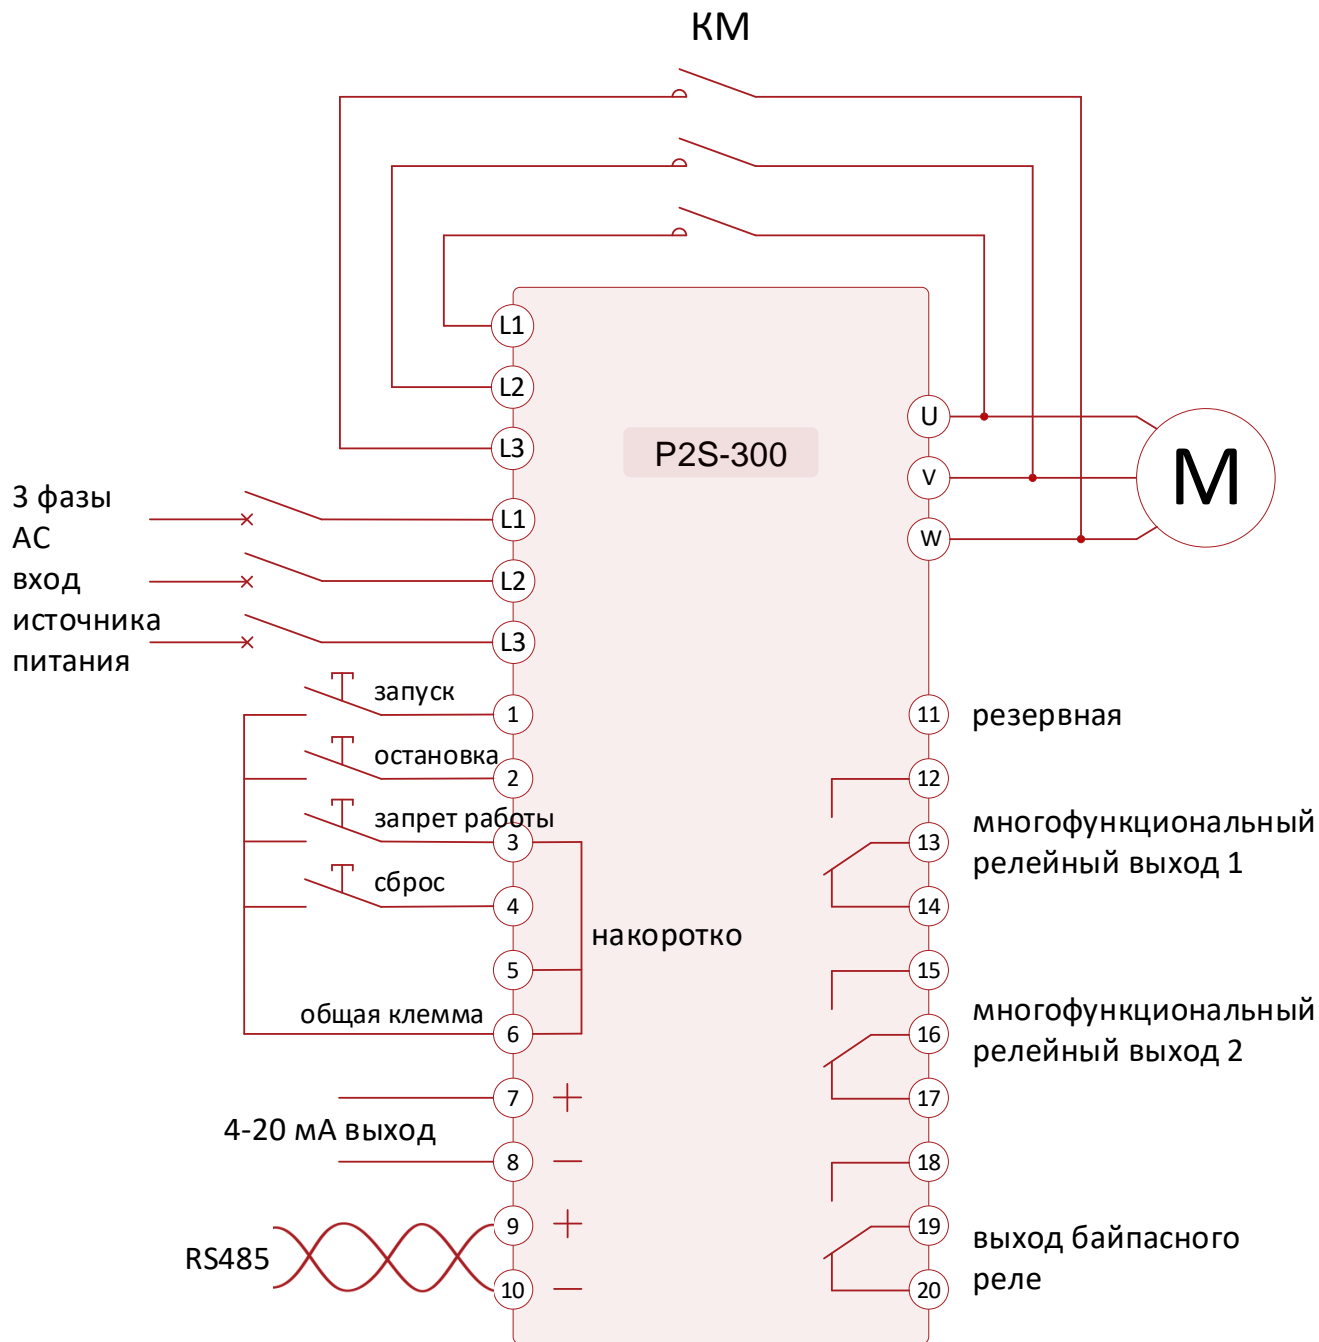 КМ
L1
L2
L3
P2S-300
U
V
W
М
3 фазы
АС
вход
источника
питания
L1
L2
L3
запуск
1
остановка
2
запрет работы
3
сброс
4
накоротко
5
общая клемма
6
7 +
4-20 мА выход
8 —
9 +
RS485
10 —
11 резервная
12
многофункциональный
13
релейный выход 1
14
15
многофункциональный
16
релейный выход 2
17
18
19
выход байпасного
реле
20